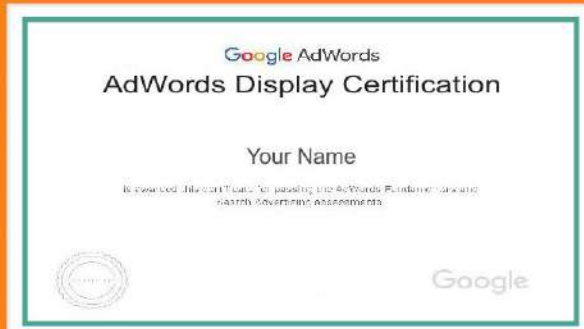 Google AdWords
AdWords Display Certification
Your Name
is awarded this certificate for passing the AdWords Fundamentals and
Search Advertising assessments
Google